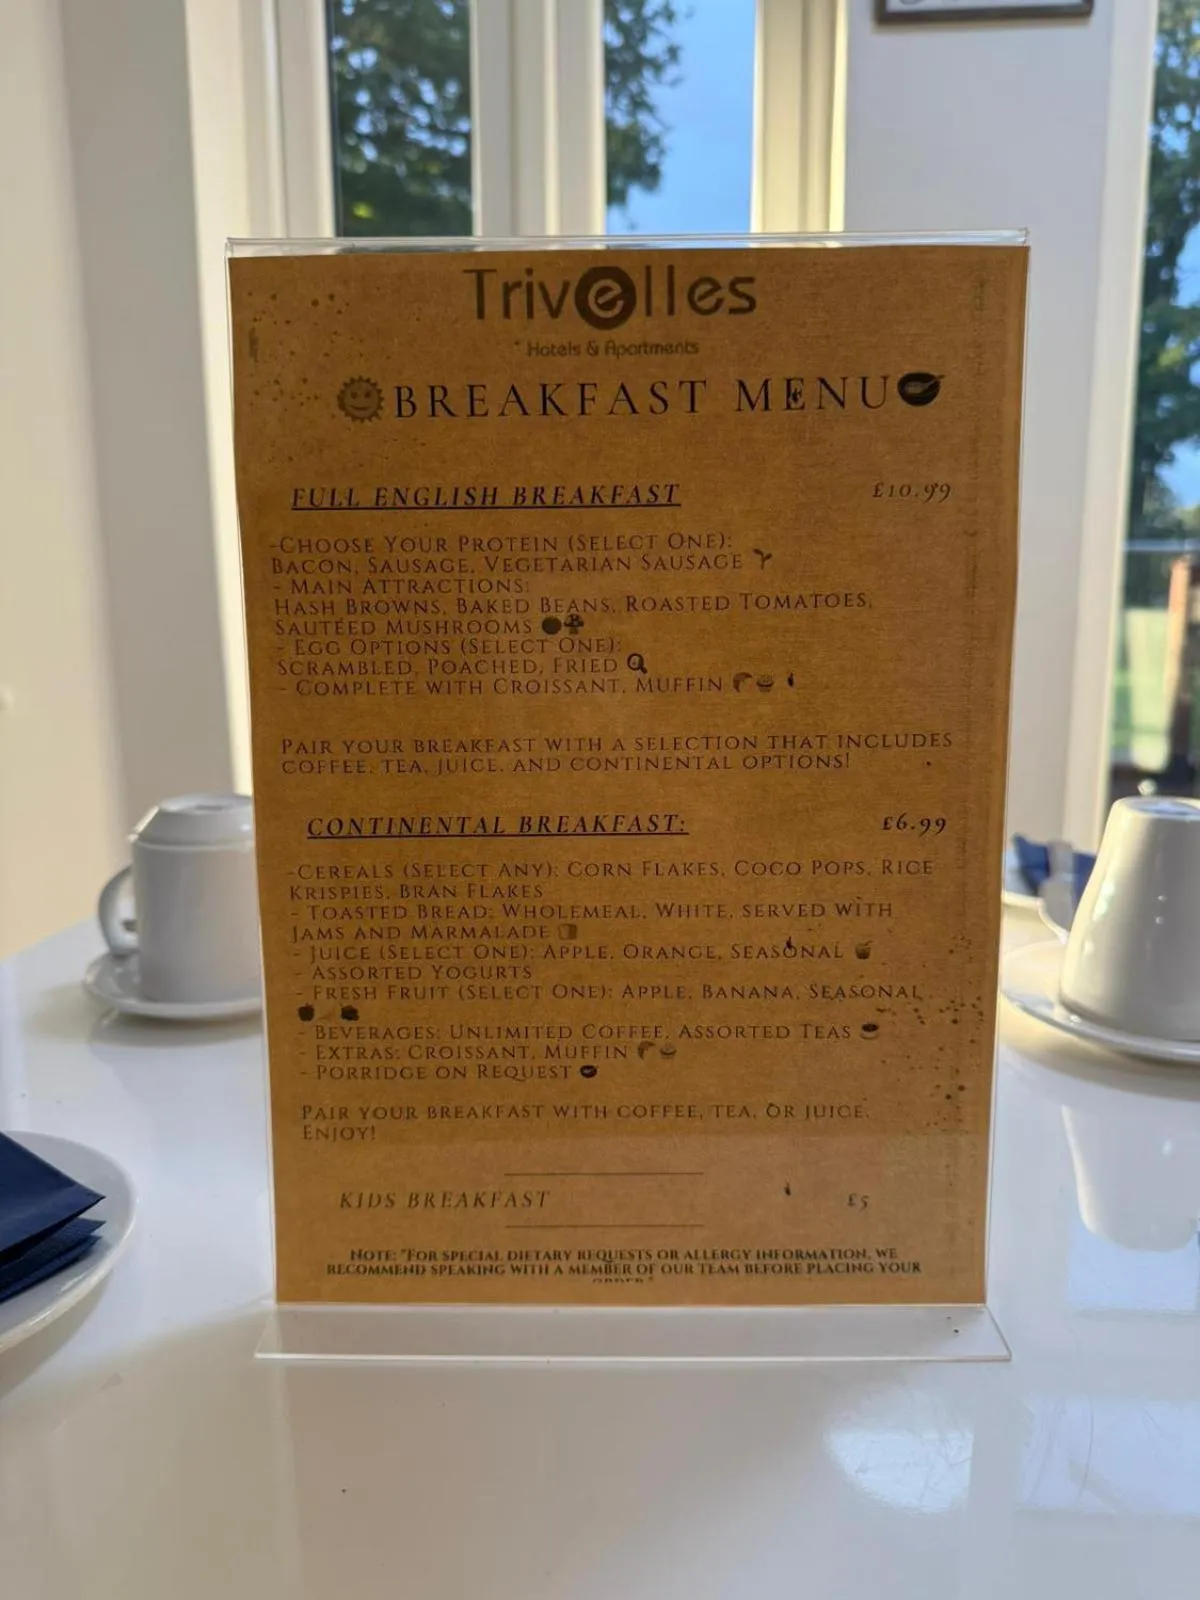 Trivelles
Hotels & Apartments
BREAKFAST MENU
FULL ENGLISH BREAKFAST £10.99
-CHOOSE YOUR PROTEIN (SELECT ONE):
BACON, SAUSAGE, VEGETARIAN SAUSAGE
- MAIN ATTRACTIONS:
HASH BROWNS, BAKED BEANS, ROASTED TOMATOES,
SAUTÉED MUSHROOMS
- EGG OPTIONS (SELECT ONE):
SCRAMBLED, POACHED, FRIED
- COMPLETE WITH CROISSANT, MUFFIN
PAIR YOUR BREAKFAST WITH A SELECTION THAT INCLUDES
COFFEE, TEA, JUICE, AND CONTINENTAL OPTIONS!
CONTINENTAL BREAKFAST: £6.99
-CEREALS (SELECT ANY): CORN FLAKES, COCO POPS, RICE
KRISPIES, BRAN FLAKES
- TOASTED BREAD: WHOLEMEAL, WHITE, SERVED WITH
JAMS AND MARMALADE
- JUICE (SELECT ONE): APPLE, ORANGE, SEASONAL
- ASSORTED YOGURTS
- FRESH FRUIT (SELECT ONE): APPLE, BANANA, SEASONAL
- BEVERAGES: UNLIMITED COFFEE, ASSORTED TEAS
- EXTRAS: CROISSANT, MUFFIN
- PORRIDGE ON REQUEST
PAIR YOUR BREAKFAST WITH COFFEE, TEA, OR JUICE.
ENJOY!
KIDS BREAKFAST £5
NOTE: "FOR SPECIAL DIETARY REQUESTS OR ALLERGY INFORMATION, WE
RECOMMEND SPEAKING WITH A MEMBER OF OUR TEAM BEFORE PLACING YOUR